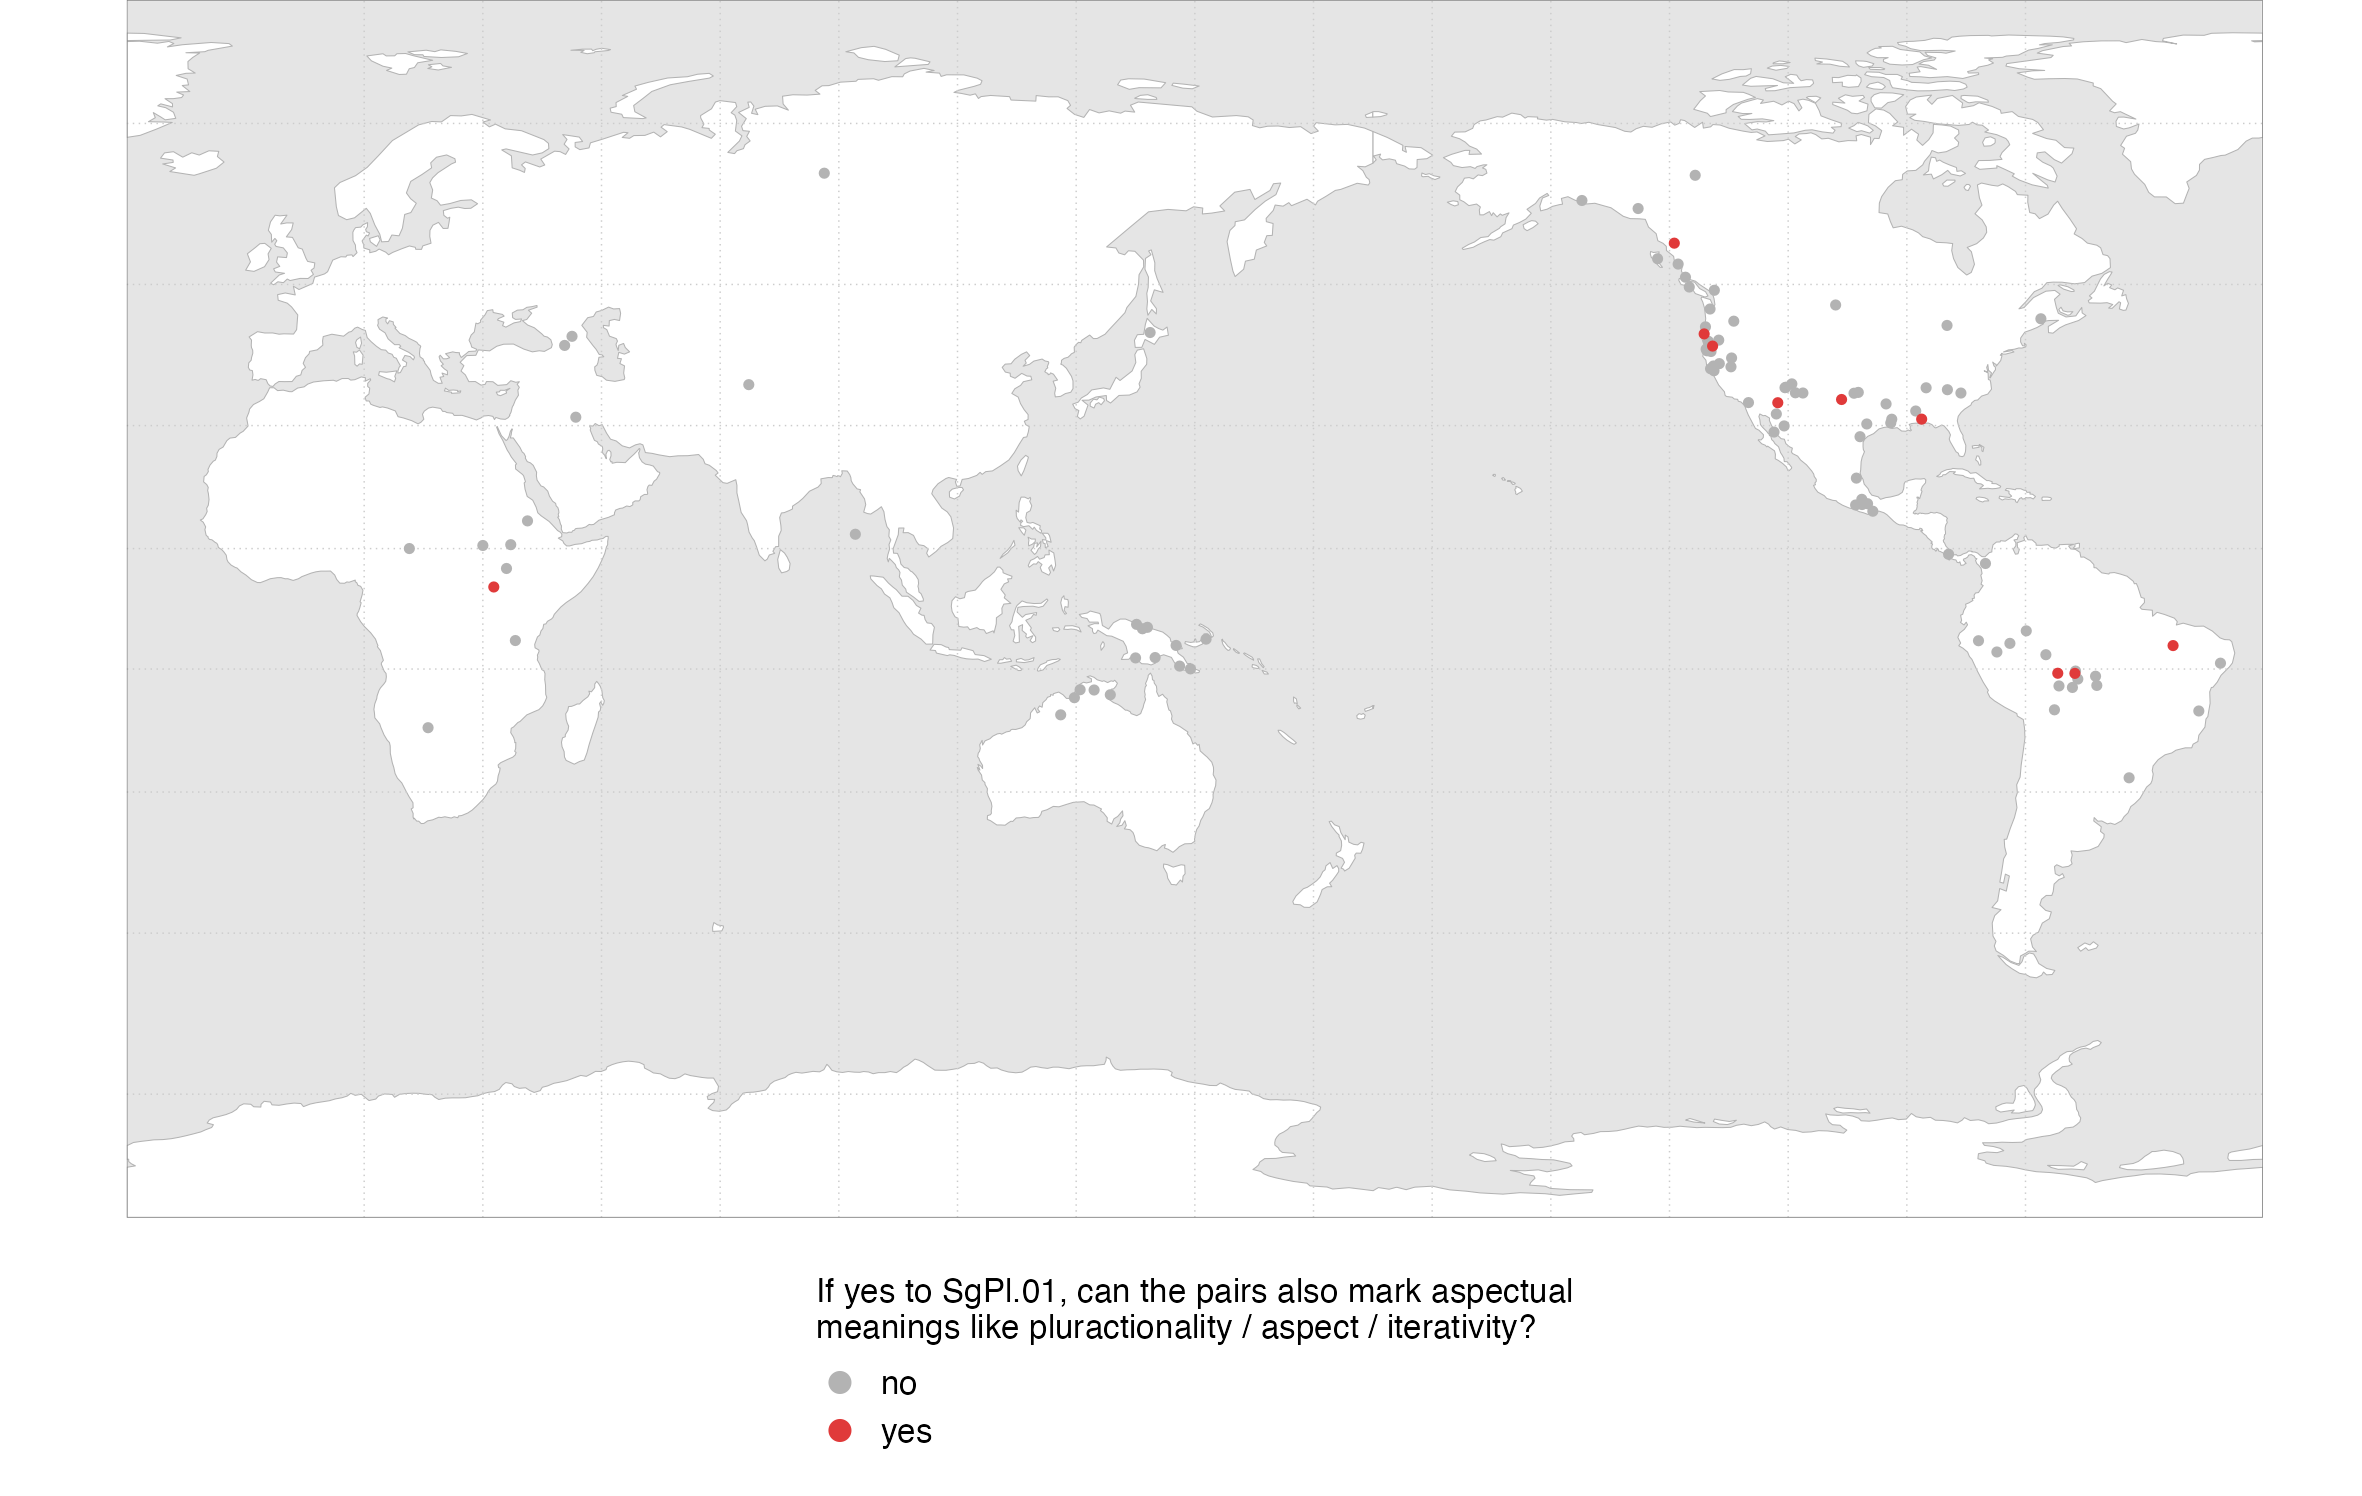 If yes to SgPl.01, can the pairs also mark aspectual
meanings like pluractionality / aspect / iterativity?
no
yes